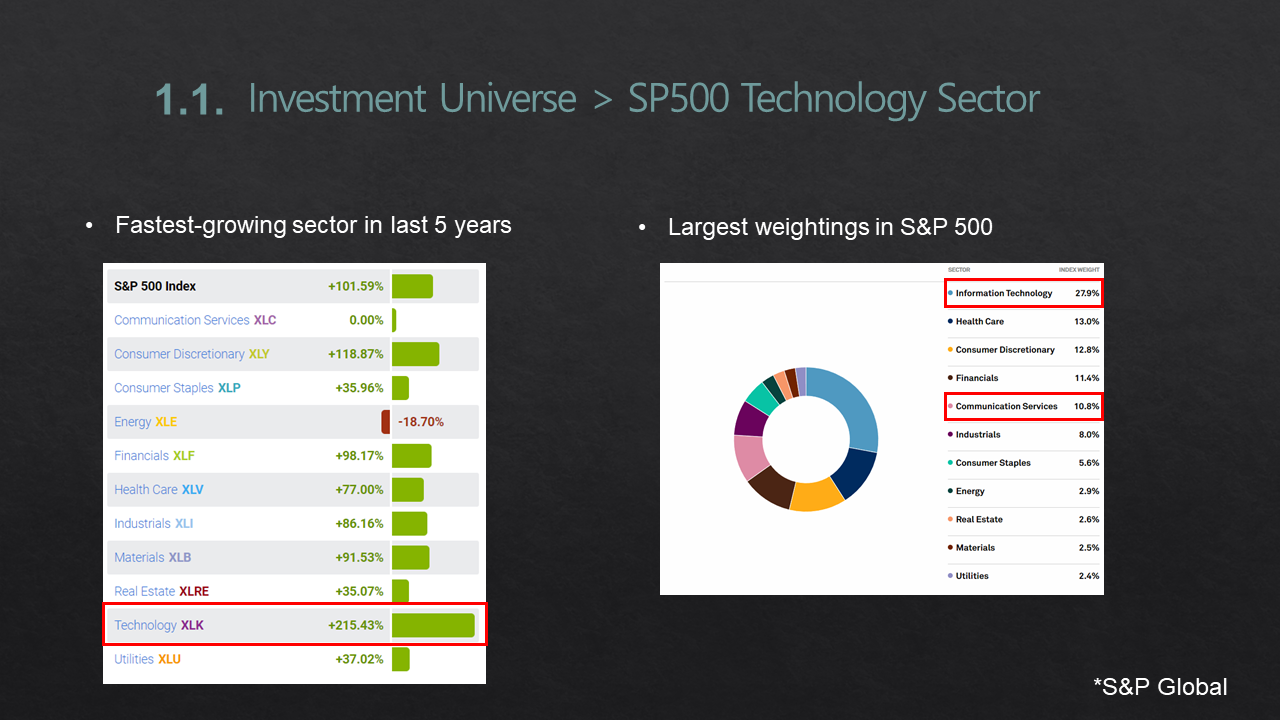 1.1. Investment Universe > SP500 Technology Sector
• Fastest-growing sector in last 5 years
S&P 500 Index +101.59%
Communication Services XLC 0.00%
Consumer Discretionary XLY +118.87%
Consumer Staples XLP +35.96%
Energy XLE -18.70%
Financials XLF +98.17%
Health Care XLV +77.00%
Industrials XLI +86.16%
Materials XLB +91.53%
Real Estate XLRE +35.07%
Technology XLK +215.43%
Utilities XLU +37.02%
• Largest weightings in S&P 500
SECTOR INDEX WEIGHT
Information Technology 27.9%
Health Care 13.0%
Consumer Discretionary 12.8%
Financials 11.4%
Communication Services 10.8%
Industrials 8.0%
Consumer Staples 5.6%
Energy 2.9%
Real Estate 2.6%
Materials 2.5%
Utilities 2.4%
*S&P Global